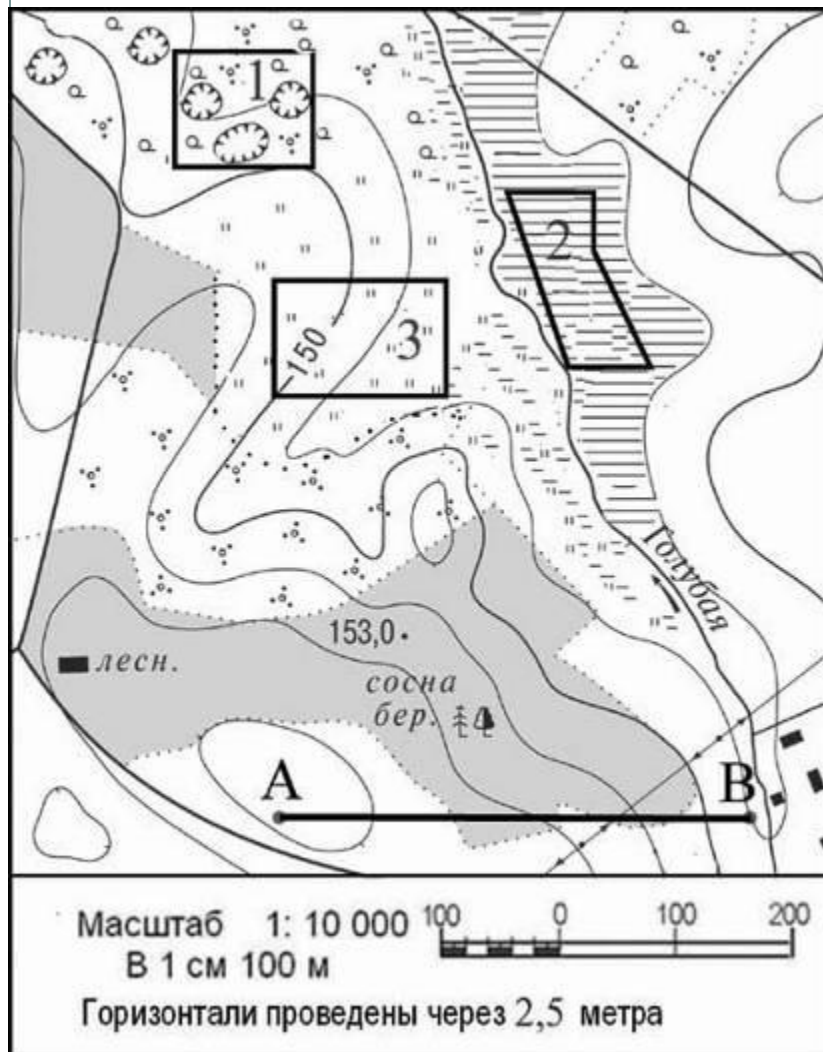 1
2
3
150
Голубая
153,0
лесн.
сосна
бер.
А
В
Масштаб 1: 10 000
В 1 см 100 м
100 0 100 200
Горизонтали проведены через 2,5 метра